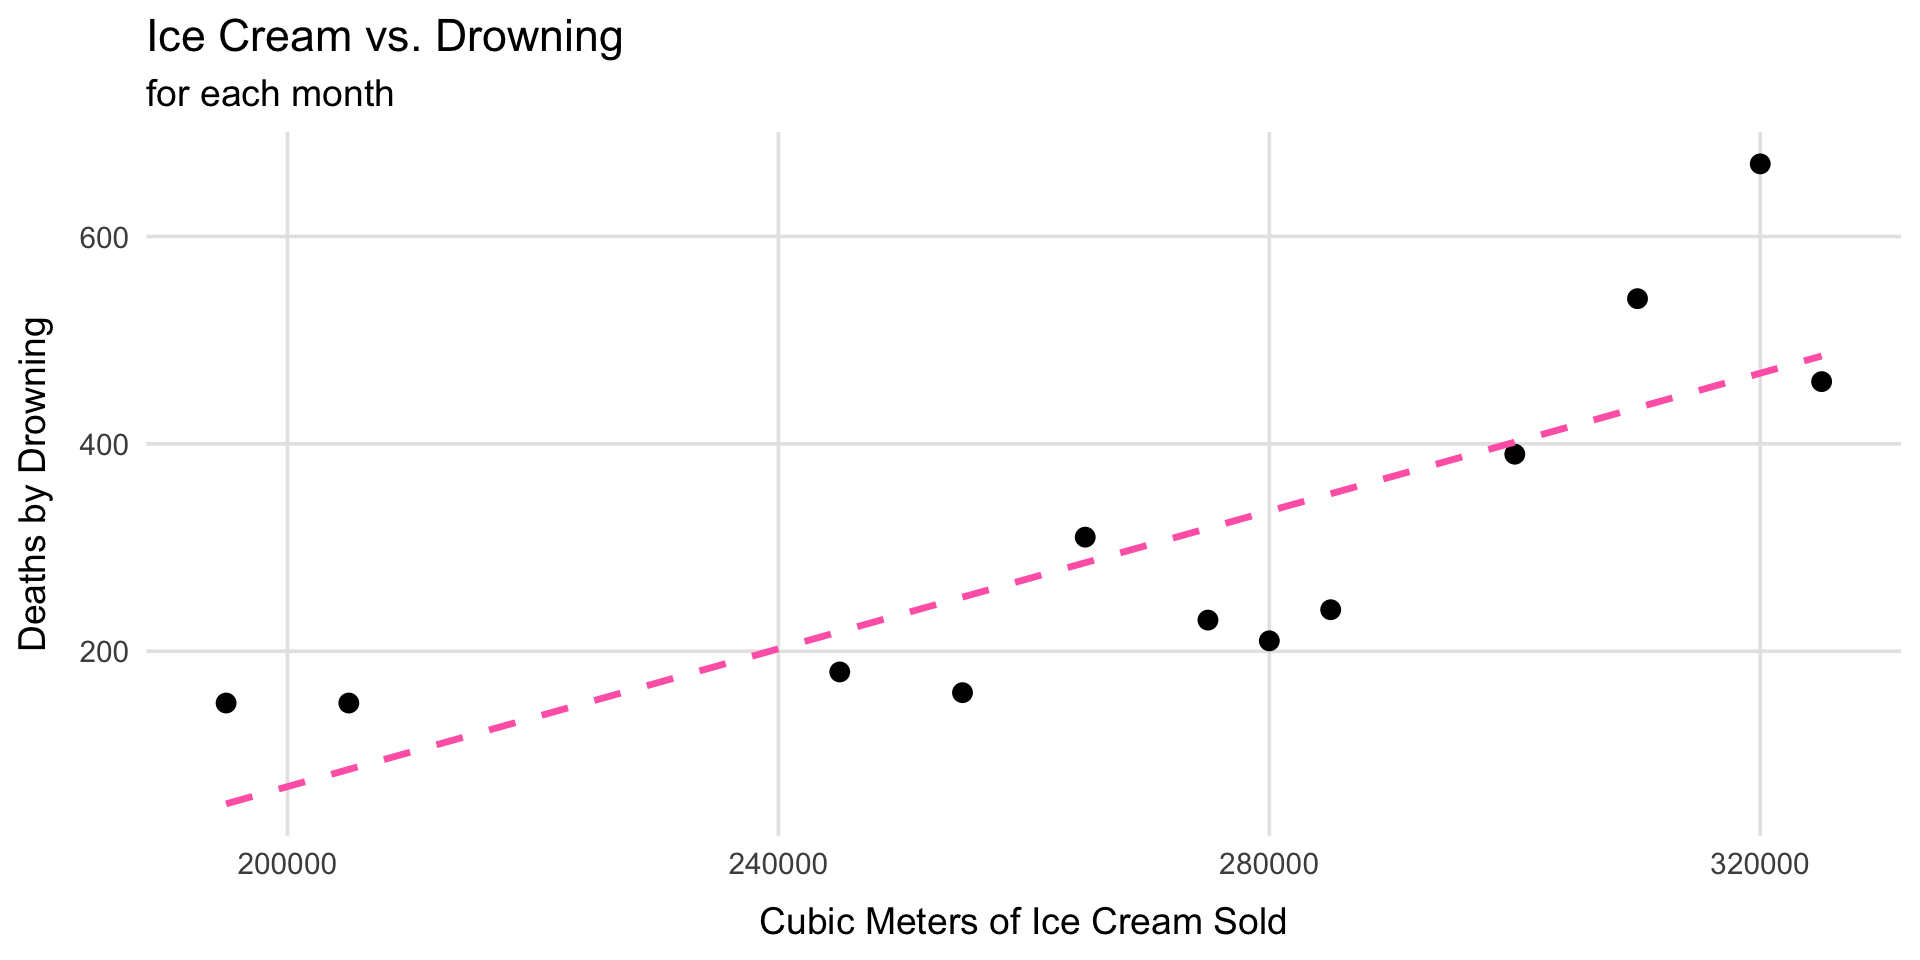 Ice Cream vs. Drowning
for each month
Deaths by Drowning
600
400
200
200000 240000 280000 320000
Cubic Meters of Ice Cream Sold